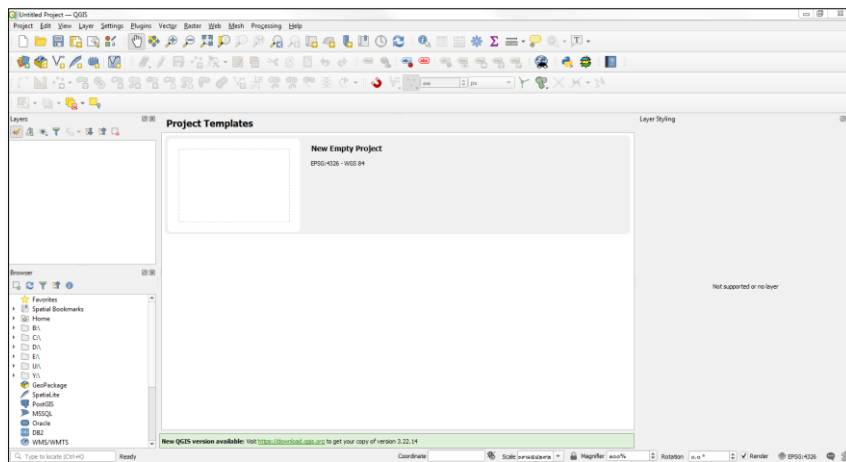 Untitled Project — QGIS
Project Edit View Layer Settings Plugins Vector Raster Web Mesh Processing Help
Layers
Project Templates
Layer Styling
New Empty Project
EPSG:4326 - WGS 84
Not supported or no layer
Browser
Favorites
Spatial Bookmarks
Home
B:\
C:\
D:\
E:\
U:\
Y:\
GeoPackage
SpatiaLite
PostGIS
MSSQL
Oracle
DB2
WMS/WMTS
New QGIS version available: Visit https://download.qgis.org to get your copy of version 3.22.14
Type to locate (Ctrl+K) Ready Coordinate Scale Magnifier Rotation Render EPSG:4326